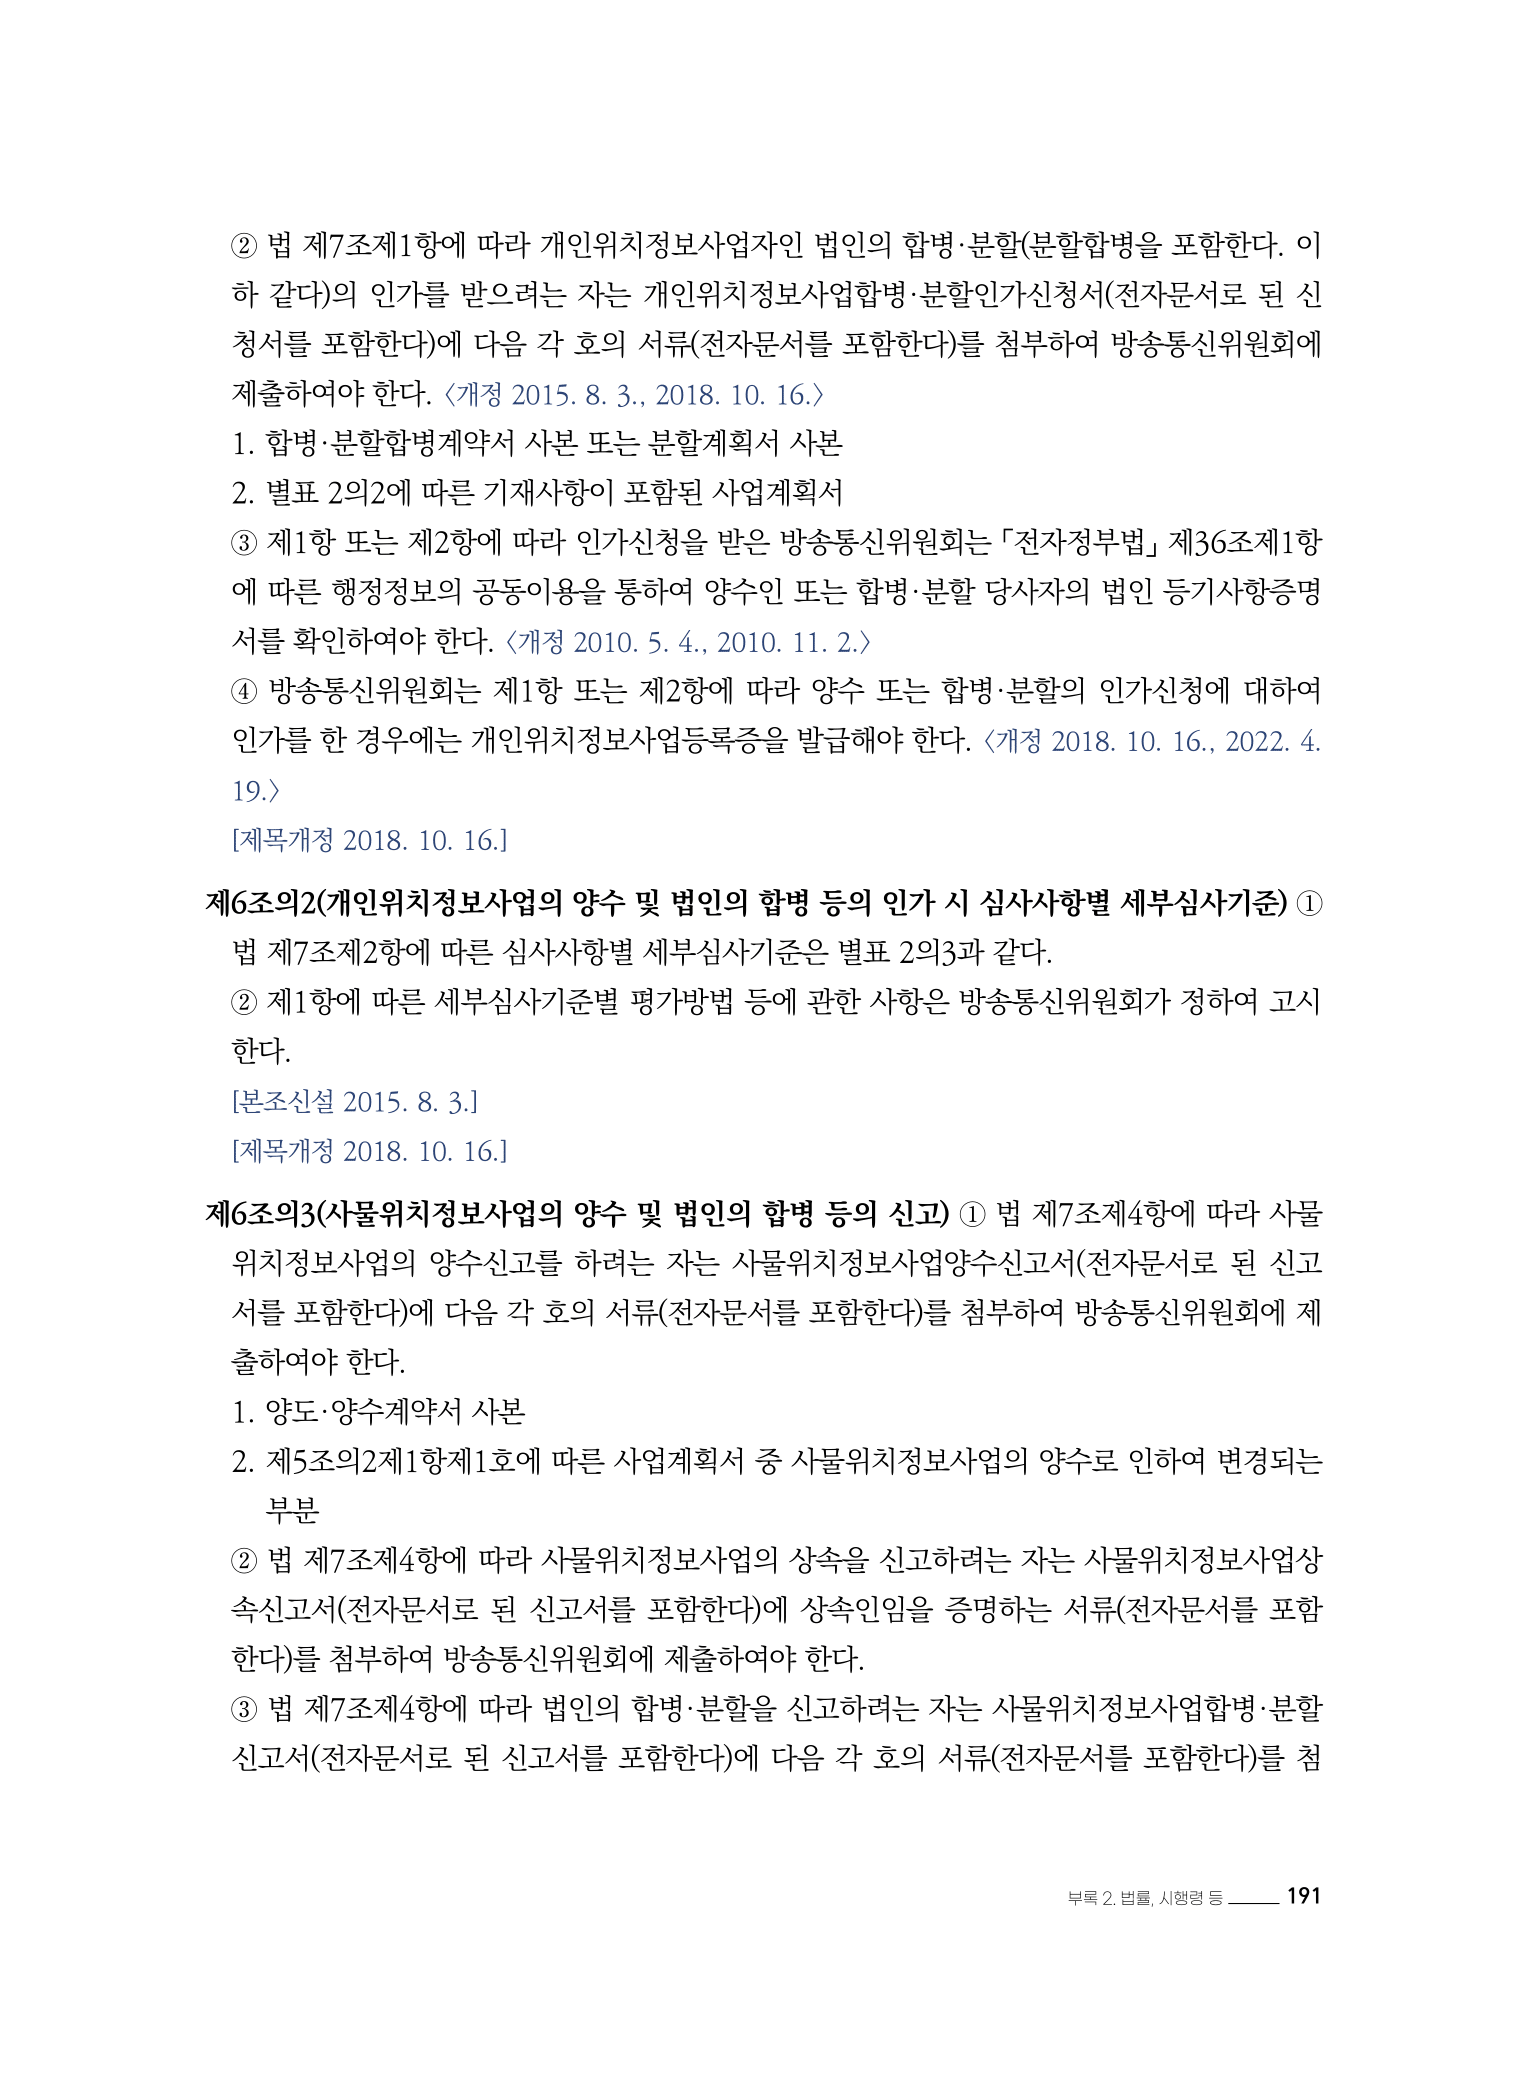 ② 법 제7조제1항에 따라 개인위치정보사업자인 법인의 합병·분할(분할합병을 포함한다. 이
하 같다)의 인가를 받으려는 자는 개인위치정보사업합병·분할인가신청서(전자문서로 된 신
청서를 포함한다)에 다음 각 호의 서류(전자문서를 포함한다)를 첨부하여 방송통신위원회에
제출하여야 한다. 〈개정 2015. 8. 3., 2018. 10. 16.〉
1. 합병·분할합병계약서 사본 또는 분할계획서 사본
2. 별표 2의2에 따른 기재사항이 포함된 사업계획서
③ 제1항 또는 제2항에 따라 인가신청을 받은 방송통신위원회는 「전자정부법」 제36조제1항
에 따른 행정정보의 공동이용을 통하여 양수인 또는 합병·분할 당사자의 법인 등기사항증명
서를 확인하여야 한다. 〈개정 2010. 5. 4., 2010. 11. 2.〉
④ 방송통신위원회는 제1항 또는 제2항에 따라 양수 또는 합병·분할의 인가신청에 대하여
인가를 한 경우에는 개인위치정보사업등록증을 발급해야 한다. 〈개정 2018. 10. 16., 2022. 4.
19.〉
[제목개정 2018. 10. 16.]
제6조의2(개인위치정보사업의 양수 및 법인의 합병 등의 인가 시 심사사항별 세부심사기준) ①
법 제7조제2항에 따른 심사사항별 세부심사기준은 별표 2의3과 같다.
② 제1항에 따른 세부심사기준별 평가방법 등에 관한 사항은 방송통신위원회가 정하여 고시
한다.
[본조신설 2015. 8. 3.]
[제목개정 2018. 10. 16.]
제6조의3(사물위치정보사업의 양수 및 법인의 합병 등의 신고) ① 법 제7조제4항에 따라 사물
위치정보사업의 양수신고를 하려는 자는 사물위치정보사업양수신고서(전자문서로 된 신고
서를 포함한다)에 다음 각 호의 서류(전자문서를 포함한다)를 첨부하여 방송통신위원회에 제
출하여야 한다.
1. 양도·양수계약서 사본
2. 제5조의2제1항제1호에 따른 사업계획서 중 사물위치정보사업의 양수로 인하여 변경되는
부분
② 법 제7조제4항에 따라 사물위치정보사업의 상속을 신고하려는 자는 사물위치정보사업상
속신고서(전자문서로 된 신고서를 포함한다)에 상속인임을 증명하는 서류(전자문서를 포함
한다)를 첨부하여 방송통신위원회에 제출하여야 한다.
③ 법 제7조제4항에 따라 법인의 합병·분할을 신고하려는 자는 사물위치정보사업합병·분할
신고서(전자문서로 된 신고서를 포함한다)에 다음 각 호의 서류(전자문서를 포함한다)를 첨
부록 2. 법률, 시행령 등 191